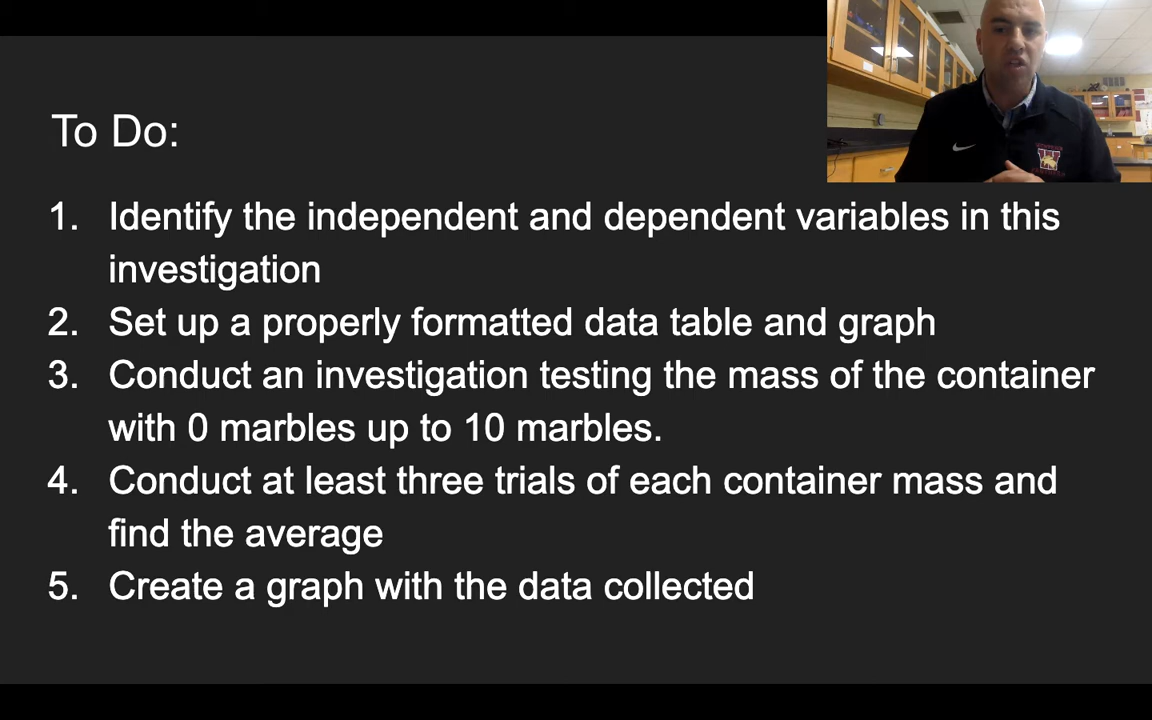 To Do:
1. Identify the independent and dependent variables in this
investigation
2. Set up a properly formatted data table and graph
3. Conduct an investigation testing the mass of the container
with 0 marbles up to 10 marbles.
4. Conduct at least three trials of each container mass and
find the average
5. Create a graph with the data collected